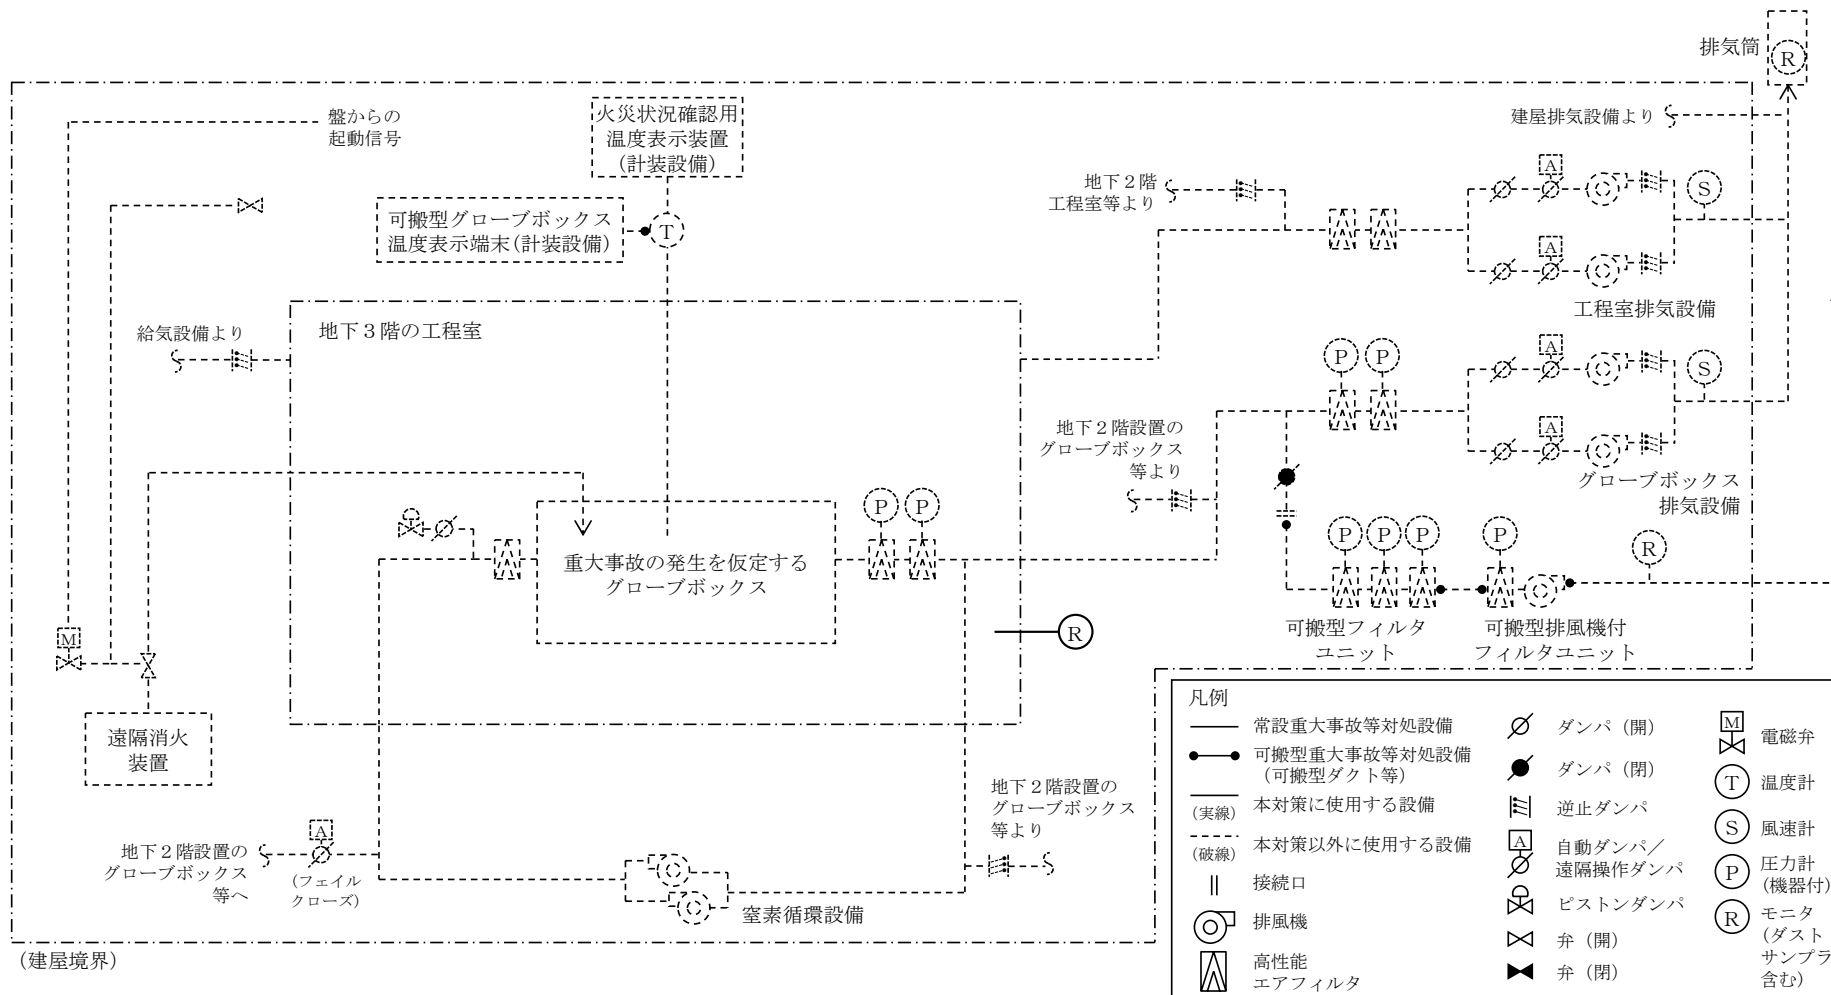 排気筒
R
盤からの
起動信号
火災状況確認用
温度表示装置
(計装設備)
建屋排気設備より
地下２階
工程室等より
A
S
可搬型グローブボックス
温度表示端末(計装設備)
T
A
工程室排気設備
給気設備より
地下３階の工程室
P
P
A
S
地下２階設置の
グローブボックス
等より
A
グローブボックス
排気設備
P
P
重大事故の発生を仮定する
グローブボックス
P
P
P
P
R
可搬型フィルタ
ユニット
可搬型排風機付
フィルタユニット
M
R
遠隔消火
装置
地下２階設置の
グローブボックス
等より
A
地下２階設置の
グローブボックス
等へ
(フェイル
クローズ)
窒素循環設備
(建屋境界)
凡例
常設重大事故等対処設備
可搬型重大事故等対処設備
（可搬型ダクト等）
(実線)
本対策に使用する設備
(破線)
本対策以外に使用する設備
接続口
排風機
高性能
エアフィルタ
ダンパ（開）
ダンパ（閉）
逆止ダンパ
A
自動ダンパ／
遠隔操作ダンパ
ピストンダンパ
弁（開）
弁（閉）
M
電磁弁
T
温度計
S
風速計
P
圧力計
(機器付)
R
モニタ
(ダスト
サンプラ
含む)